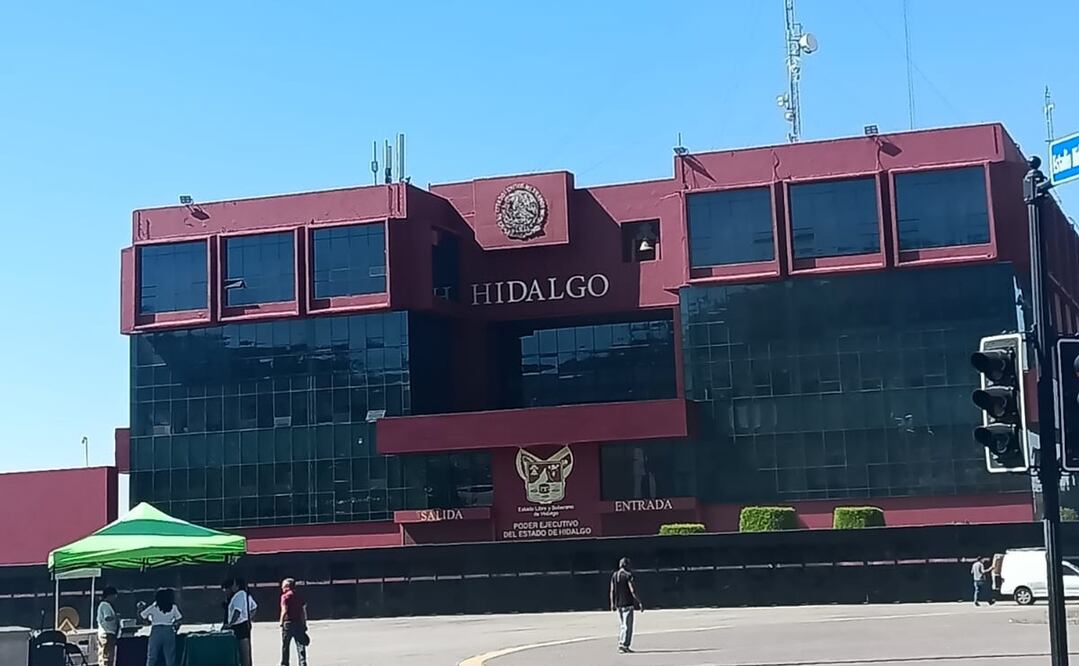 HIDALGO
SALIDA
ENTRADA
Estado Libre y Soberano
de Hidalgo
PODER EJECUTIVO
DEL ESTADO DE HIDALGO